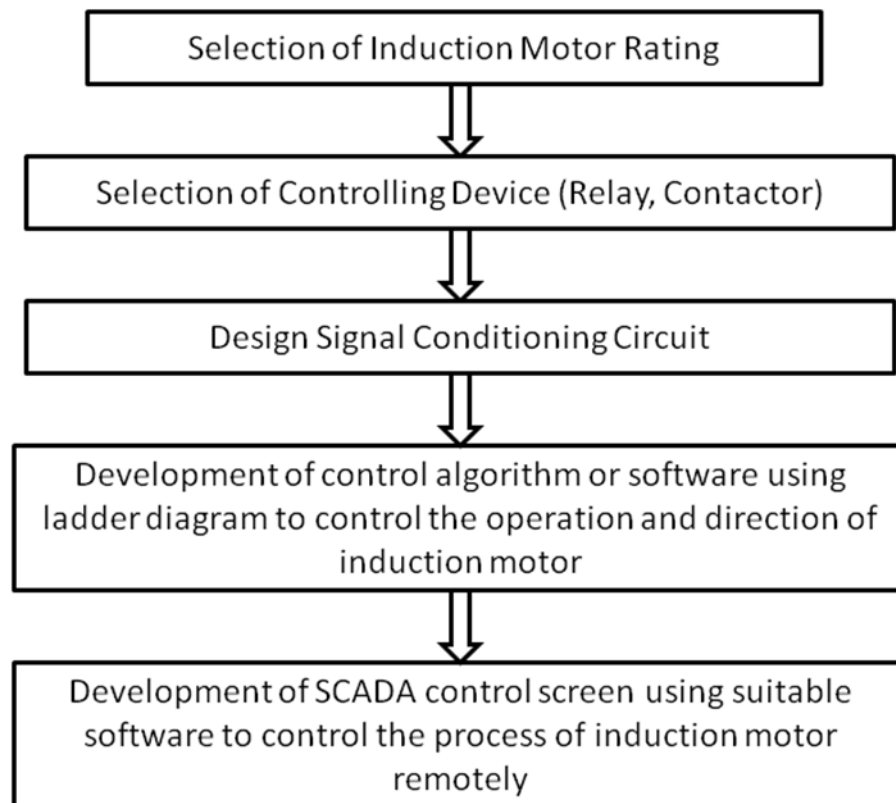 Selection of Induction Motor Rating
Selection of Controlling Device (Relay, Contactor)
Design Signal Conditioning Circuit
Development of control algorithm or software using
ladder diagram to control the operation and direction of
induction motor
Development of SCADA control screen using suitable
software to control the process of induction motor
remotely